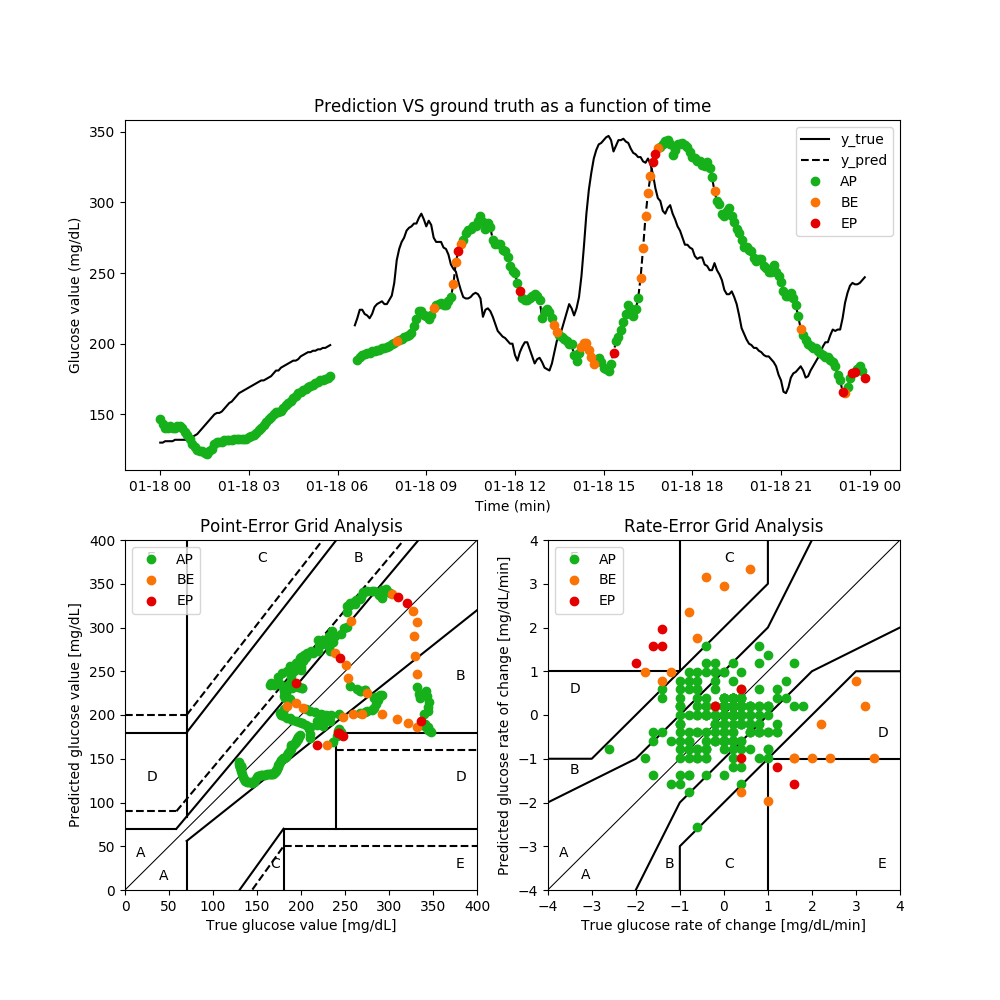 Prediction VS ground truth as a function of time
Glucose value (mg/dL)
350
300
250
200
150
y_true
y_pred
AP
BE
EP
01-18 00 01-18 03 01-18 06 01-18 09 01-18 12 01-18 15 01-18 18 01-18 21 01-19 00
Time (min)
Point-Error Grid Analysis
Predicted glucose value [mg/dL]
400
350
300
250
200
150
100
50
0
AP
BE
EP
C
B
B
D
D
A
A
C
E
0 50 100 150 200 250 300 350 400
True glucose value [mg/dL]
Rate-Error Grid Analysis
Predicted glucose rate of change [mg/dL/min]
4
3
2
1
0
−1
−2
−3
−4
AP
BE
EP
C
D
D
B
A
A
B
C
E
−4 −3 −2 −1 0 1 2 3 4
True glucose rate of change [mg/dL/min]